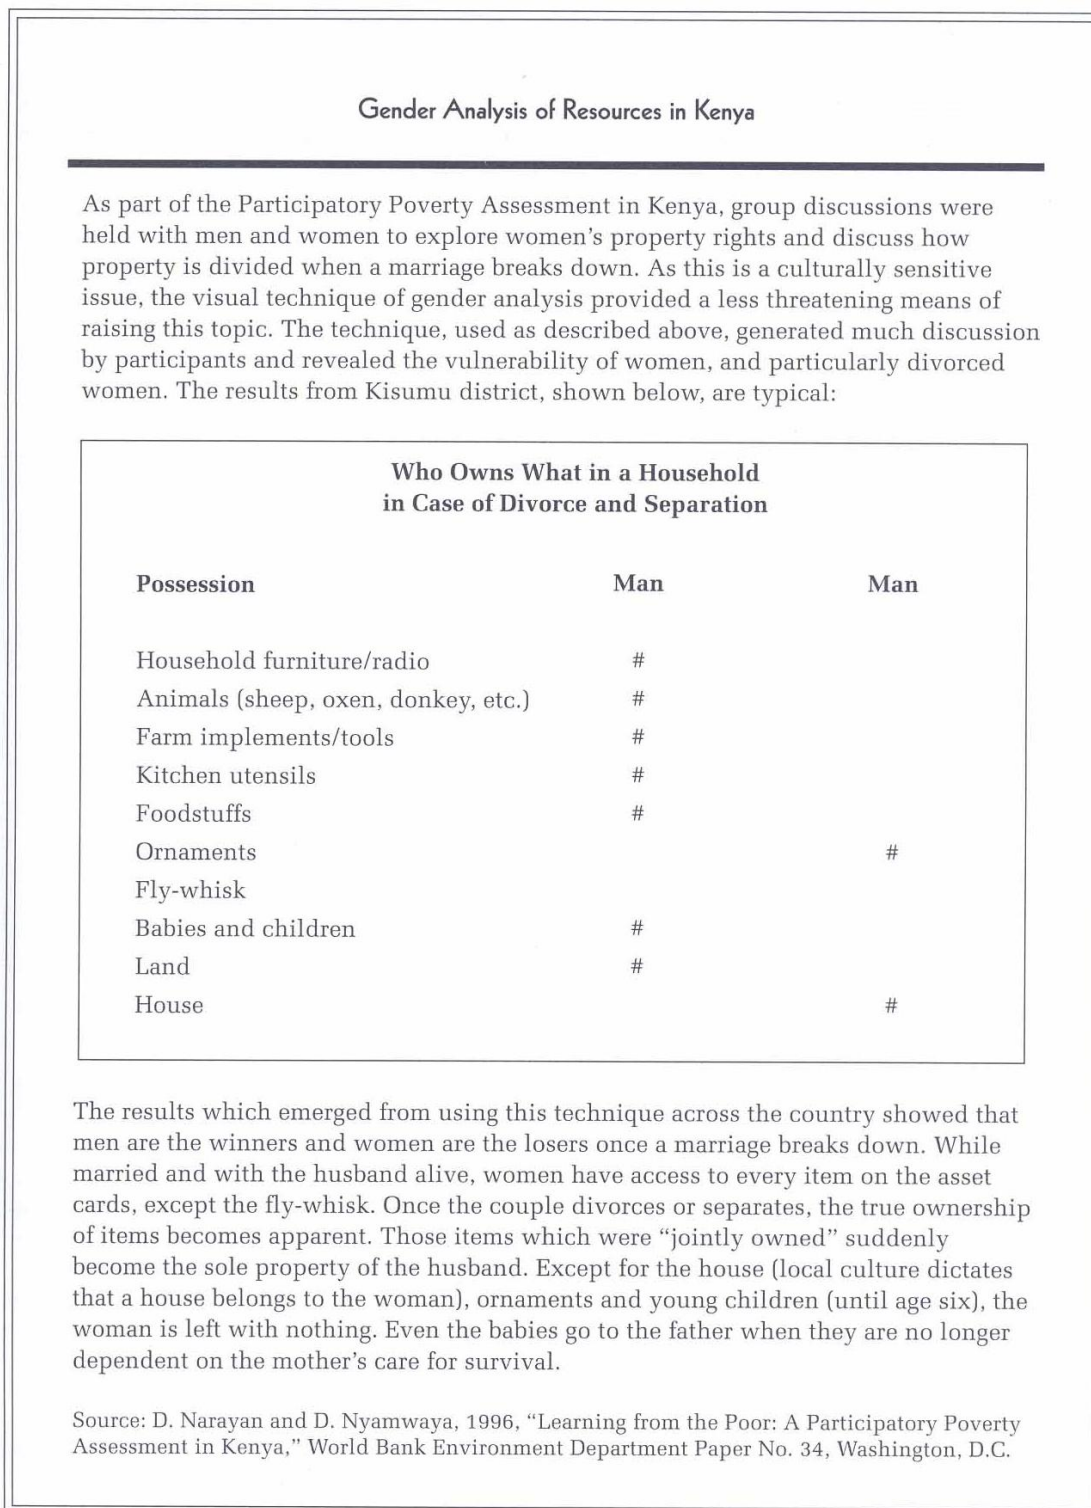 Gender Analysis of Resources in Kenya
As part of the Participatory Poverty Assessment in Kenya, group discussions were
held with men and women to explore women's property rights and discuss how
property is divided when a marriage breaks down. As this is a culturally sensitive
issue, the visual technique of gender analysis provided a less threatening means of
raising this topic. The technique, used as described above, generated much discussion
by participants and revealed the vulnerability of women, and particularly divorced
women. The results from Kisumu district, shown below, are typical:
Who Owns What in a Household
in Case of Divorce and Separation
Possession Man Man
Household furniture/radio #
Animals (sheep, oxen, donkey, etc.) #
Farm implements/tools #
Kitchen utensils #
Foodstuffs #
Ornaments #
Fly-whisk
Babies and children #
Land #
House #
The results which emerged from using this technique across the country showed that
men are the winners and women are the losers once a marriage breaks down. While
married and with the husband alive, women have access to every item on the asset
cards, except the fly-whisk. Once the couple divorces or separates, the true ownership
of items becomes apparent. Those items which were "jointly owned" suddenly
become the sole property of the husband. Except for the house (local culture dictates
that a house belongs to the woman), ornaments and young children (until age six), the
woman is left with nothing. Even the babies go to the father when they are no longer
dependent on the mother's care for survival.
Source: D. Narayan and D. Nyamwaya, 1996, "Learning from the Poor: A Participatory Poverty
Assessment in Kenya," World Bank Environment Department Paper No. 34, Washington, D.C.